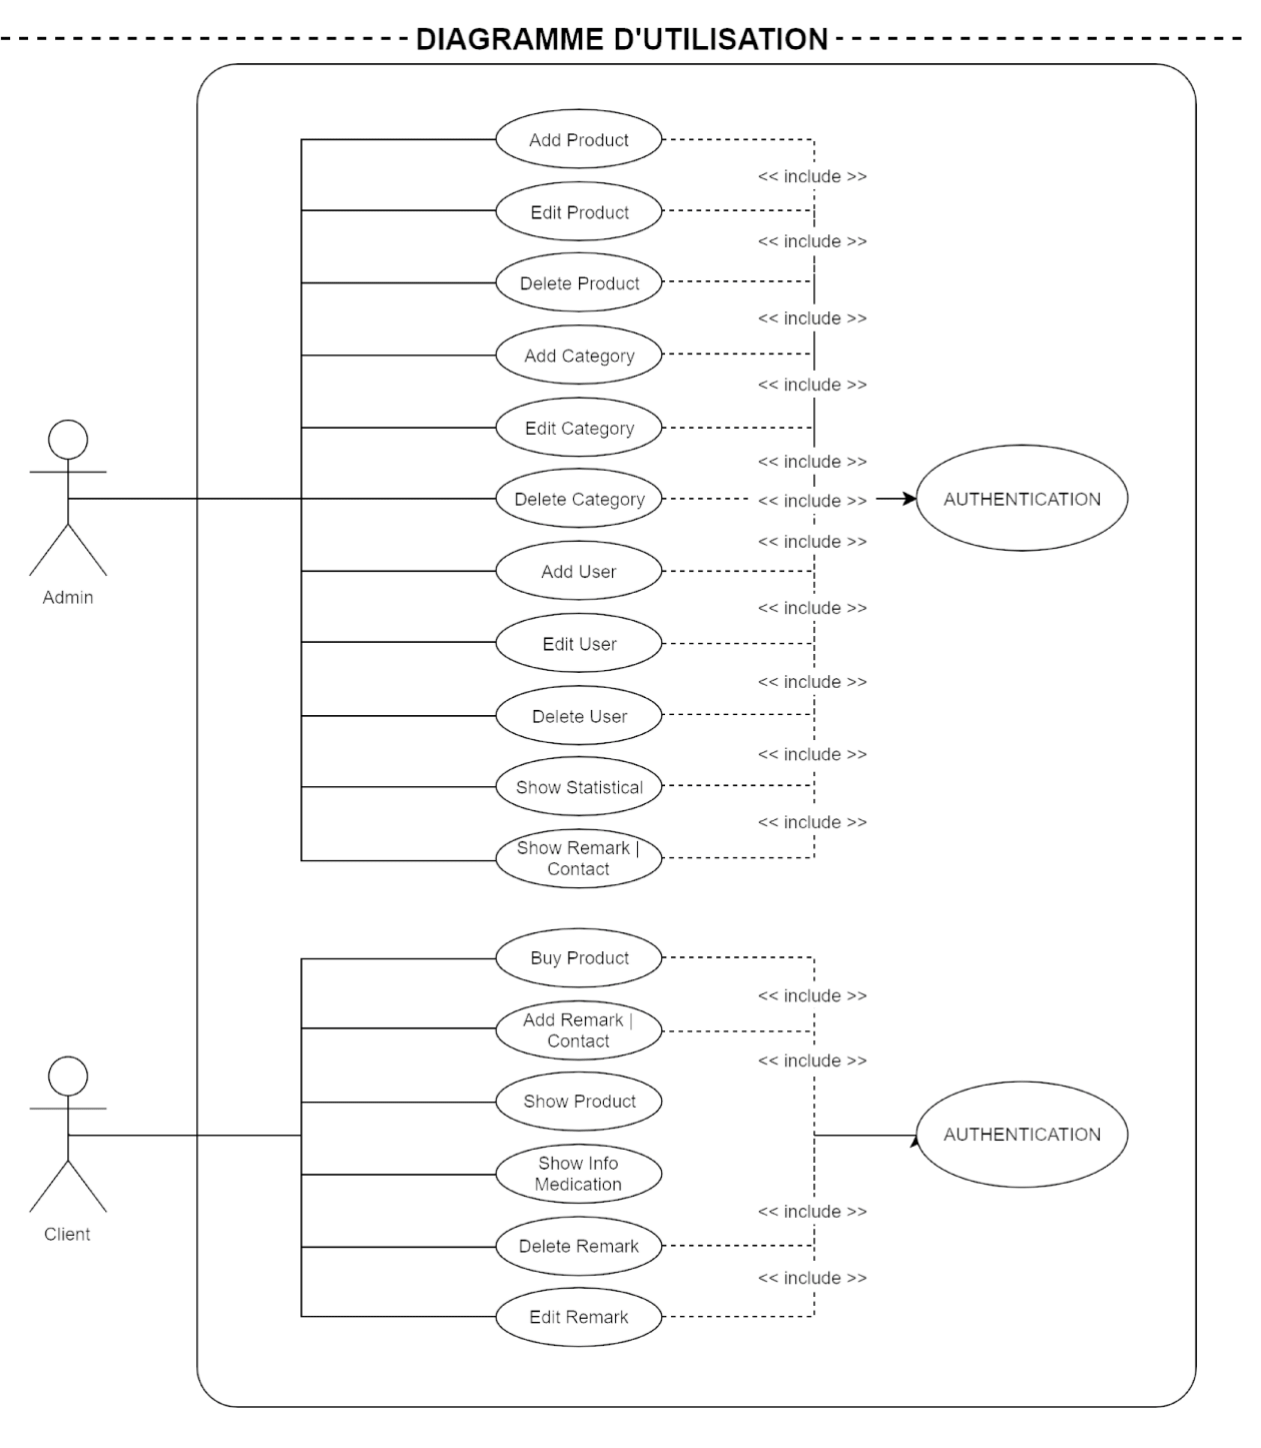 DIAGRAMME D'UTILISATION
Add Product
<< include >>
Edit Product
<< include >>
Delete Product
<< include >>
Add Category
<< include >>
Edit Category
<< include >>
Delete Category
<< include >>
AUTHENTICATION
<< include >>
Add User
Admin
<< include >>
Edit User
<< include >>
Delete User
<< include >>
Show Statistical
<< include >>
Show Remark |
Contact
Buy Product
<< include >>
Add Remark |
Contact
<< include >>
Show Product
AUTHENTICATION
Show Info
Medication
<< include >>
Client
Delete Remark
<< include >>
Edit Remark